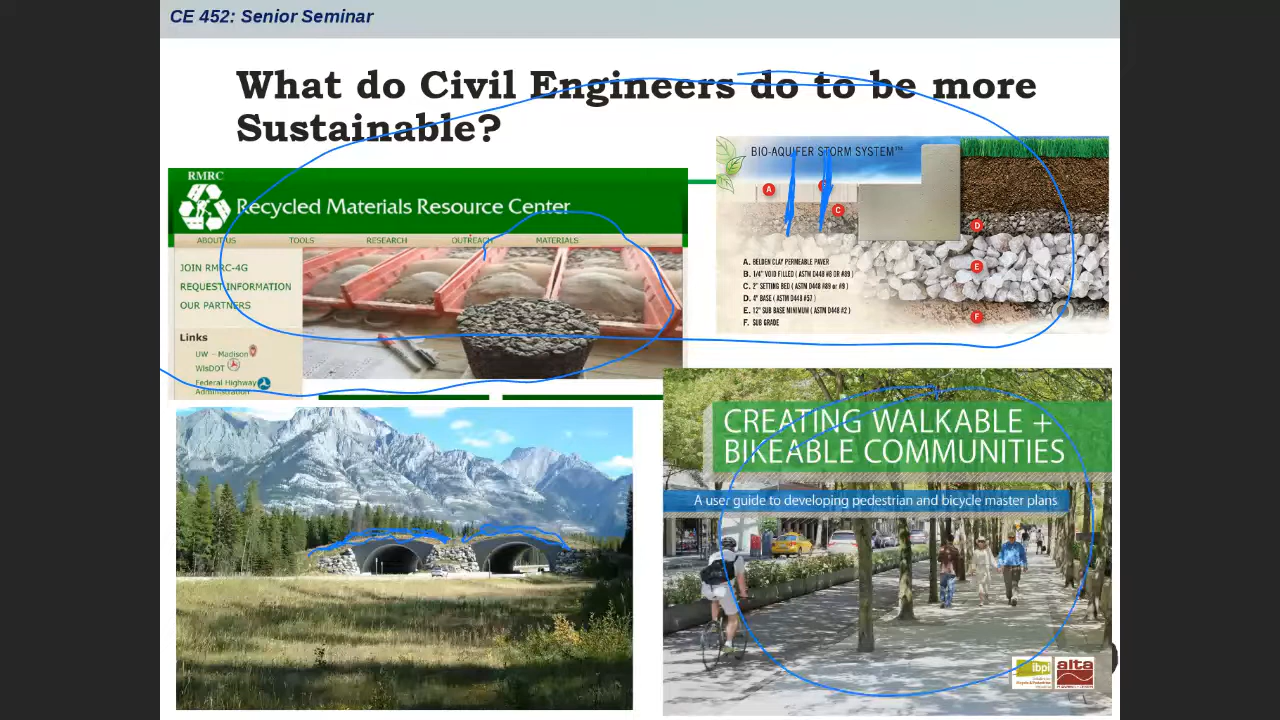 CE 452: Senior Seminar
What do Civil Engineers do to be more
Sustainable?
RMRC
Recycled Materials Resource Center
ABOUT US TOOLS RESEARCH OUTREACH MATERIALS
JOIN RMRC-4G
REQUEST INFORMATION
OUR PARTNERS
Links
UW - Madison
WisDOT
Federal Highway
Administration
BIO-AQUIFER STORM SYSTEM™
A
C
D
E
F
A. BELDEN CLAY PERMEABLE PAVER
B. 1/4" VOID FILLED ( ASTM D448 #8 OR #89 )
C. 2" SETTING BED ( ASTM D448 #89 or #9 )
D. 4" BASE ( ASTM D448 #57 )
E. 12" SUB BASE MINIMUM ( ASTM D448 #2 )
F. SUB GRADE
CREATING WALKABLE +
BIKEABLE COMMUNITIES
A user guide to developing pedestrian and bicycle master plans
ibpi
alta